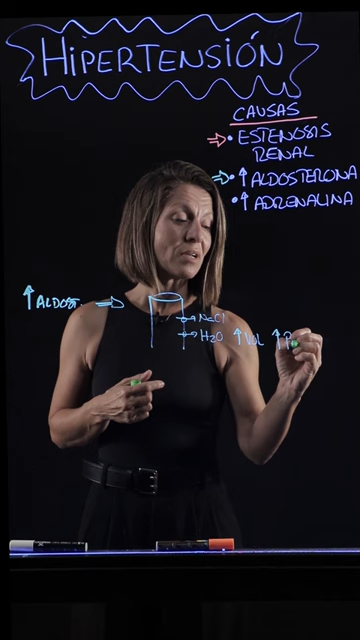 HIPERTENSIÓN
CAUSAS
⇒ • ESTENOSIS
RENAL
⇒ • ↑ ALDOSTERONA
• ↑ ADRENALINA
↑ ALDOST. ⇒
→ NaCl
→ H2O ↑ Vol ↑ P